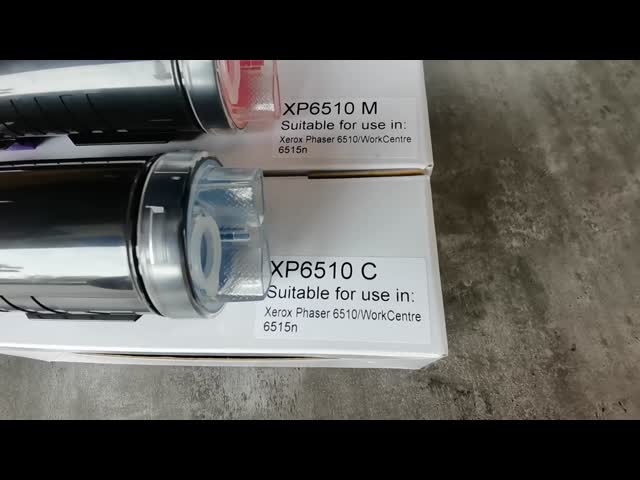 XP6510 M
Suitable for use in:
Xerox Phaser 6510/WorkCentre
6515n
XP6510 C
Suitable for use in:
Xerox Phaser 6510/WorkCentre
6515n